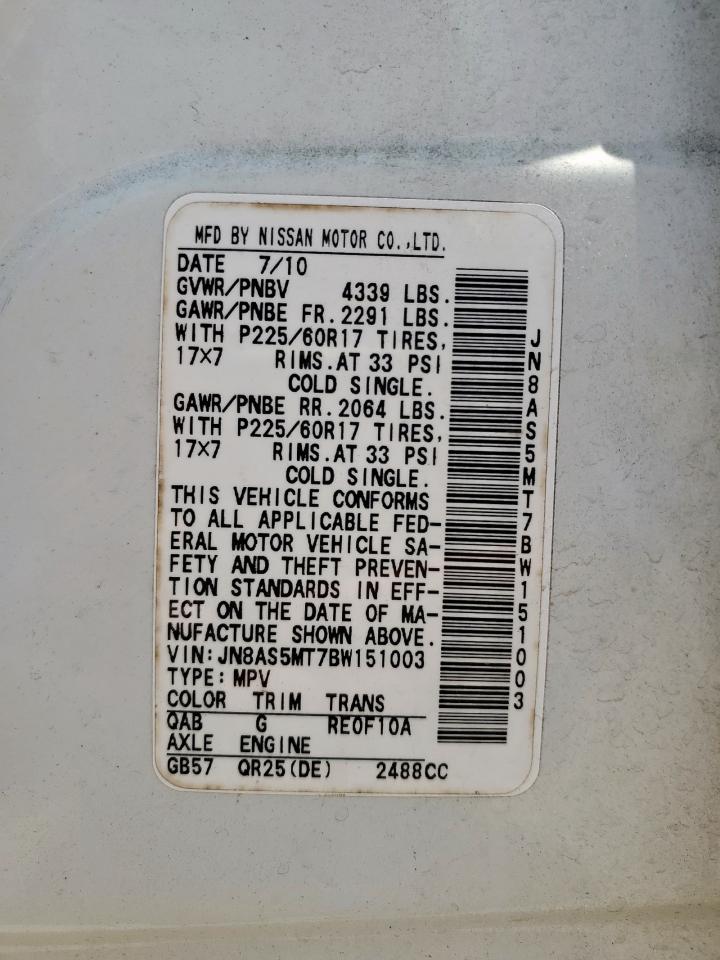 MFD BY NISSAN MOTOR CO.,LTD.
DATE 7/10
GVWR/PNBV 4339 LBS.
GAWR/PNBE FR.2291 LBS.
WITH P225/60R17 TIRES,
17X7 RIMS.AT 33 PSI
COLD SINGLE.
GAWR/PNBE RR.2064 LBS.
WITH P225/60R17 TIRES,
17X7 RIMS.AT 33 PSI
COLD SINGLE.
THIS VEHICLE CONFORMS
TO ALL APPLICABLE FED-
ERAL MOTOR VEHICLE SA-
FETY AND THEFT PREVEN-
TION STANDARDS IN EFF-
ECT ON THE DATE OF MA-
NUFACTURE SHOWN ABOVE.
VIN:JN8AS5MT7BW151003
TYPE:MPV
COLOR TRIM TRANS
QAB G RE0F10A
AXLE ENGINE
GB57 QR25(DE) 2488CC
JN8AS5MT7BW151003